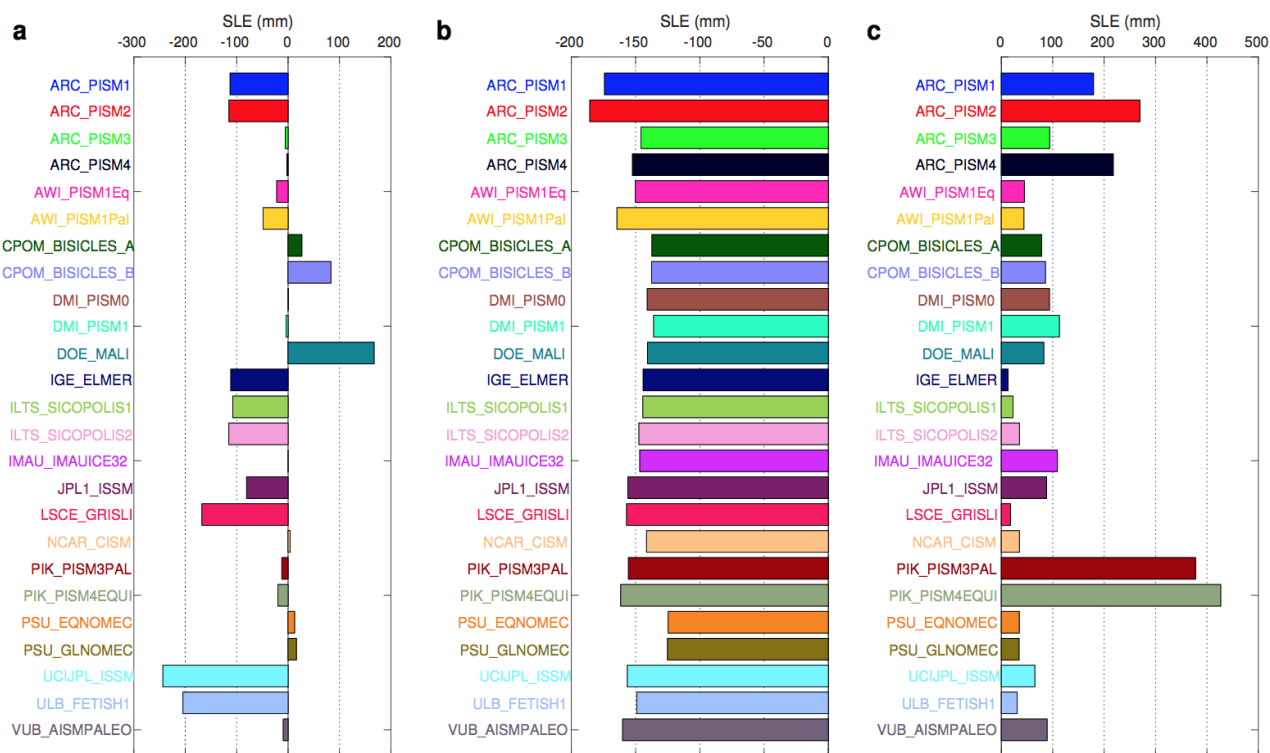 a
SLE (mm)
-300 -200 -100 0 100 200
ARC_PISM1
ARC_PISM2
ARC_PISM3
ARC_PISM4
AWI_PISM1Eq
AWI_PISM1Pal
CPOM_BISICLES_A
CPOM_BISICLES_B
DMI_PISM0
DMI_PISM1
DOE_MALI
IGE_ELMER
ILTS_SICOPOLIS1
ILTS_SICOPOLIS2
IMAU_IMAUICE32
JPL1_ISSM
LSCE_GRISLI
NCAR_CISM
PIK_PISM3PAL
PIK_PISM4EQUI
PSU_EQNOMEC
PSU_GLNOMEC
UCIJPL_ISSM
ULB_FETISH1
VUB_AISMPALEO
b
SLE (mm)
-200 -150 -100 -50 0
ARC_PISM1
ARC_PISM2
ARC_PISM3
ARC_PISM4
AWI_PISM1Eq
AWI_PISM1Pal
CPOM_BISICLES_A
CPOM_BISICLES_B
DMI_PISM0
DMI_PISM1
DOE_MALI
IGE_ELMER
ILTS_SICOPOLIS1
ILTS_SICOPOLIS2
IMAU_IMAUICE32
JPL1_ISSM
LSCE_GRISLI
NCAR_CISM
PIK_PISM3PAL
PIK_PISM4EQUI
PSU_EQNOMEC
PSU_GLNOMEC
UCIJPL_ISSM
ULB_FETISH1
VUB_AISMPALEO
c
SLE (mm)
0 100 200 300 400 500
ARC_PISM1
ARC_PISM2
ARC_PISM3
ARC_PISM4
AWI_PISM1Eq
AWI_PISM1Pal
CPOM_BISICLES_A
CPOM_BISICLES_B
DMI_PISM0
DMI_PISM1
DOE_MALI
IGE_ELMER
ILTS_SICOPOLIS1
ILTS_SICOPOLIS2
IMAU_IMAUICE32
JPL1_ISSM
LSCE_GRISLI
NCAR_CISM
PIK_PISM3PAL
PIK_PISM4EQUI
PSU_EQNOMEC
PSU_GLNOMEC
UCIJPL_ISSM
ULB_FETISH1
VUB_AISMPALEO